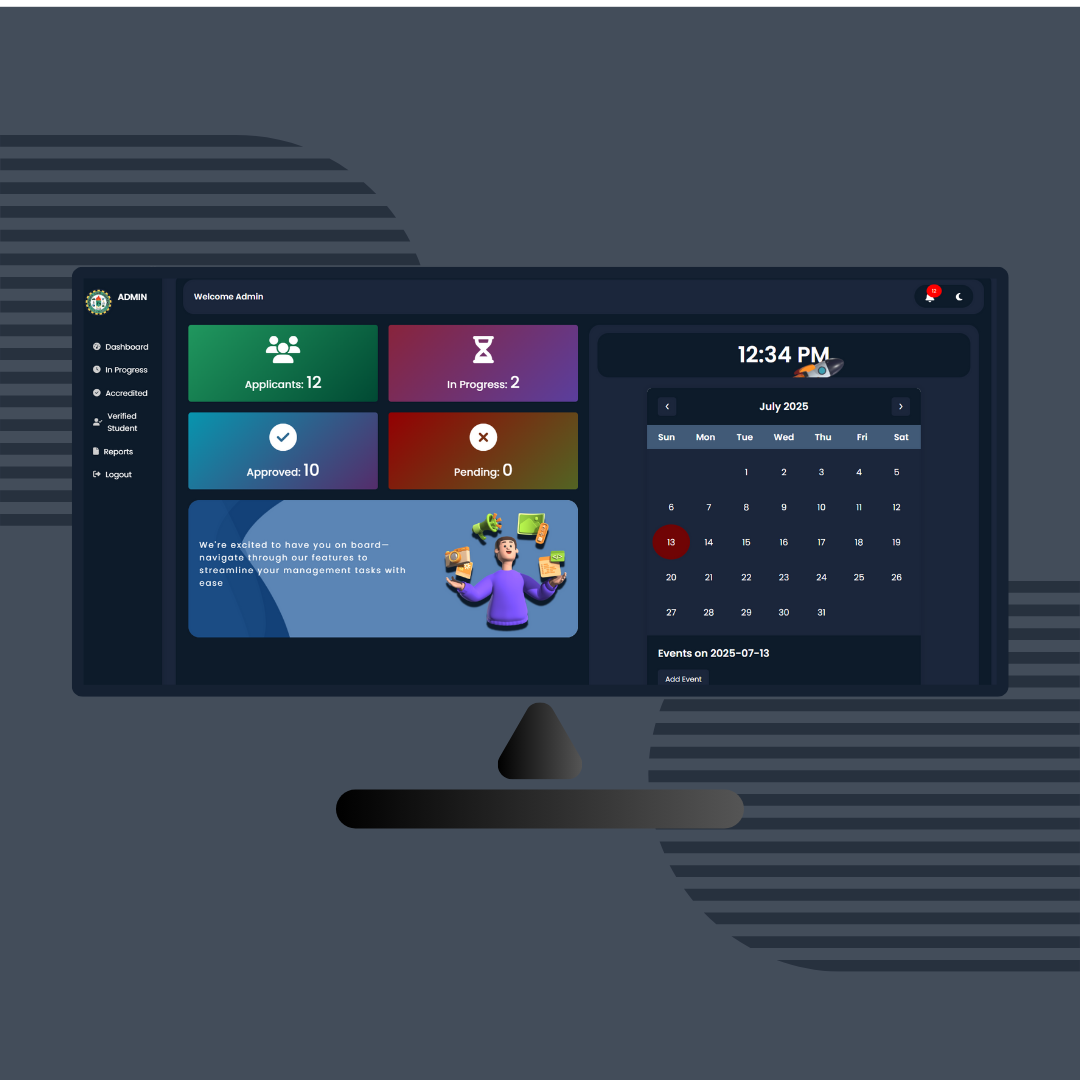 ADMIN
Dashboard
In Progress
Accredited
Verified
Student
Reports
Logout
Welcome Admin
12
Applicants: 12
In Progress: 2
Approved: 10
Pending: 0
We're excited to have you on board—
navigate through our features to
streamline your management tasks with
ease
12:34 PM
July 2025
Sun Mon Tue Wed Thu Fri Sat
1 2 3 4 5
6 7 8 9 10 11 12
13 14 15 16 17 18 19
20 21 22 23 24 25 26
27 28 29 30 31
Events on 2025-07-13
Add Event